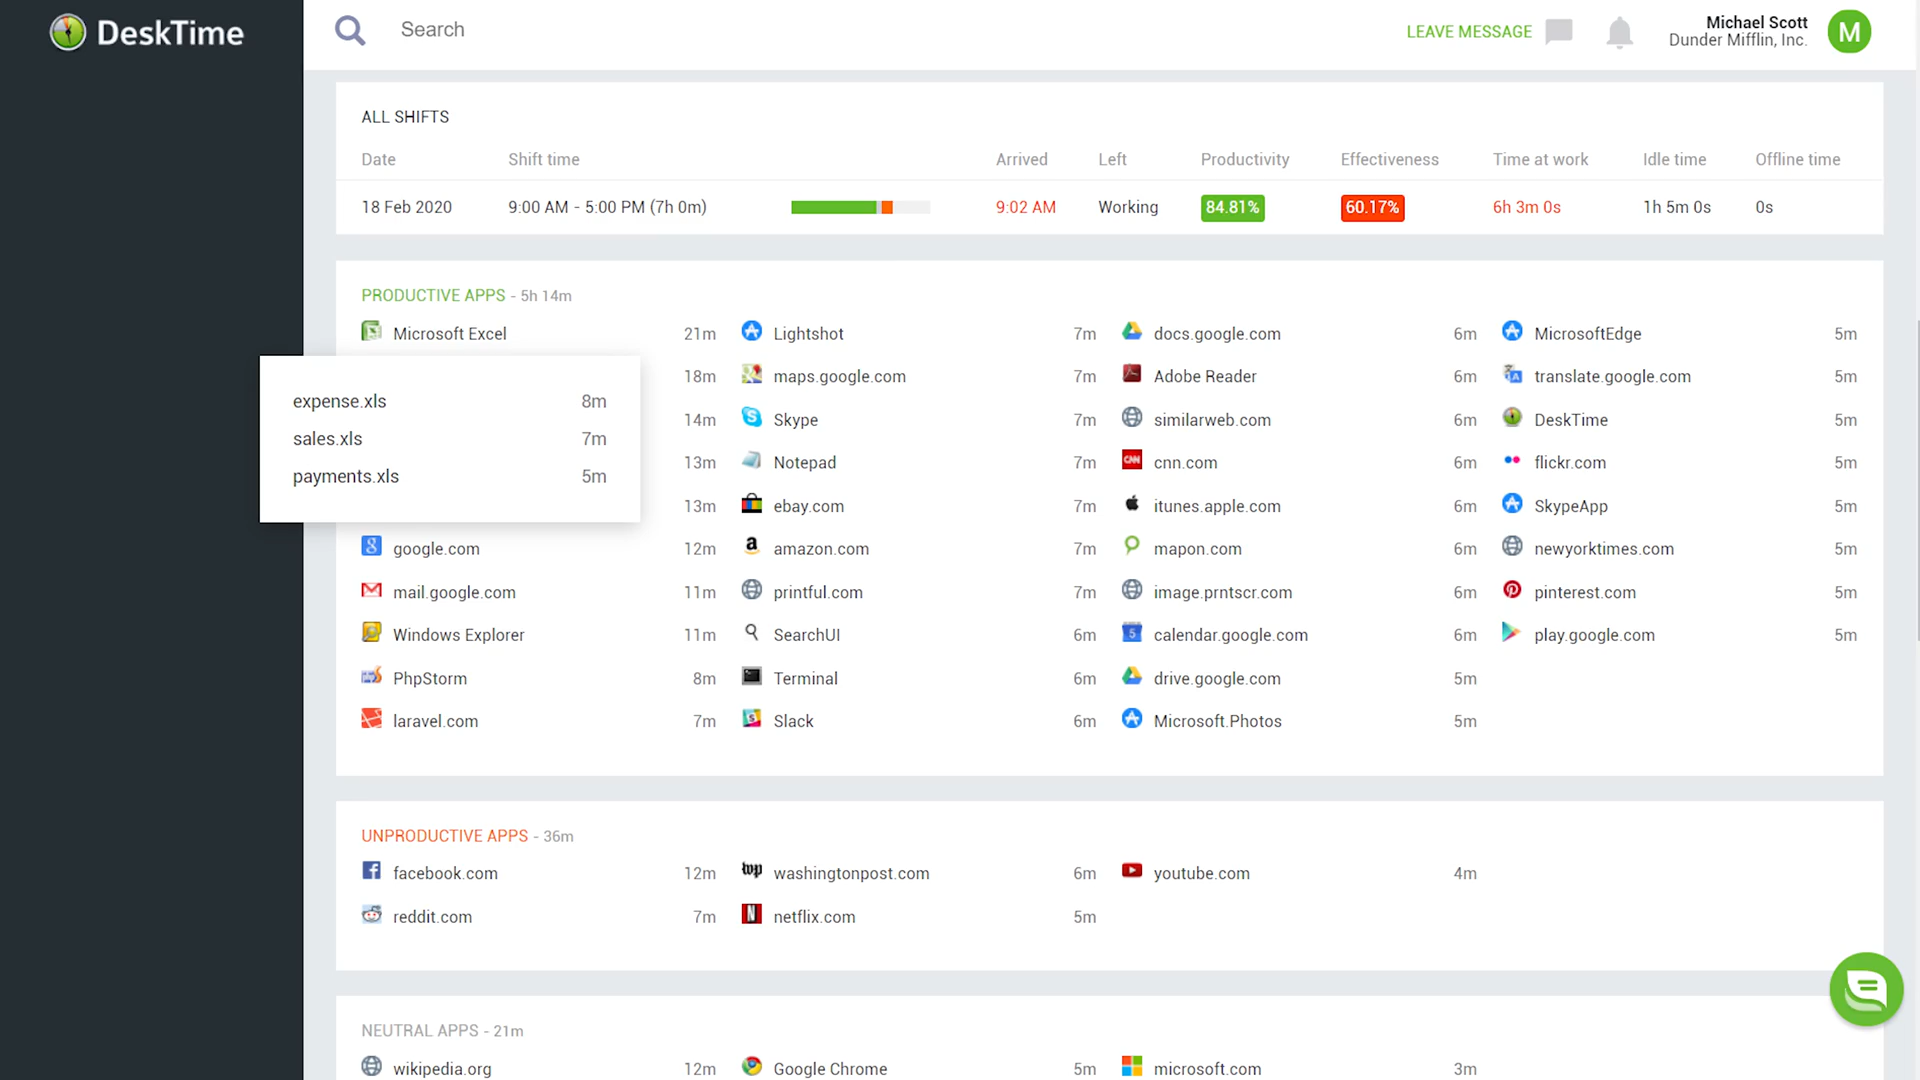 DeskTime
Search
LEAVE MESSAGE
Michael Scott
Dunder Mifflin, Inc.
M
ALL SHIFTS
Date Shift time Arrived Left Productivity Effectiveness Time at work Idle time Offline time
18 Feb 2020 9:00 AM - 5:00 PM (7h 0m) 9:02 AM Working 84.81% 60.17% 6h 3m 0s 1h 5m 0s 0s
PRODUCTIVE APPS - 5h 14m
Microsoft Excel 21m Lightshot 7m docs.google.com 6m MicrosoftEdge 5m
18m maps.google.com 7m Adobe Reader 6m translate.google.com 5m
expense.xls 8m
14m Skype 7m similarweb.com 6m DeskTime 5m
sales.xls 7m
13m Notepad 7m cnn.com 6m flickr.com 5m
payments.xls 5m
13m ebay.com 7m itunes.apple.com 6m SkypeApp 5m
google.com 12m amazon.com 7m mapon.com 6m newyorktimes.com 5m
mail.google.com 11m printful.com 7m image.prntscr.com 6m pinterest.com 5m
Windows Explorer 11m SearchUI 6m calendar.google.com 6m play.google.com 5m
PhpStorm 8m Terminal 6m drive.google.com 5m
laravel.com 7m Slack 6m Microsoft.Photos 5m
UNPRODUCTIVE APPS - 36m
facebook.com 12m washingtonpost.com 6m youtube.com 4m
reddit.com 7m netflix.com 5m
NEUTRAL APPS - 21m
wikipedia.org 12m Google Chrome 5m microsoft.com 3m